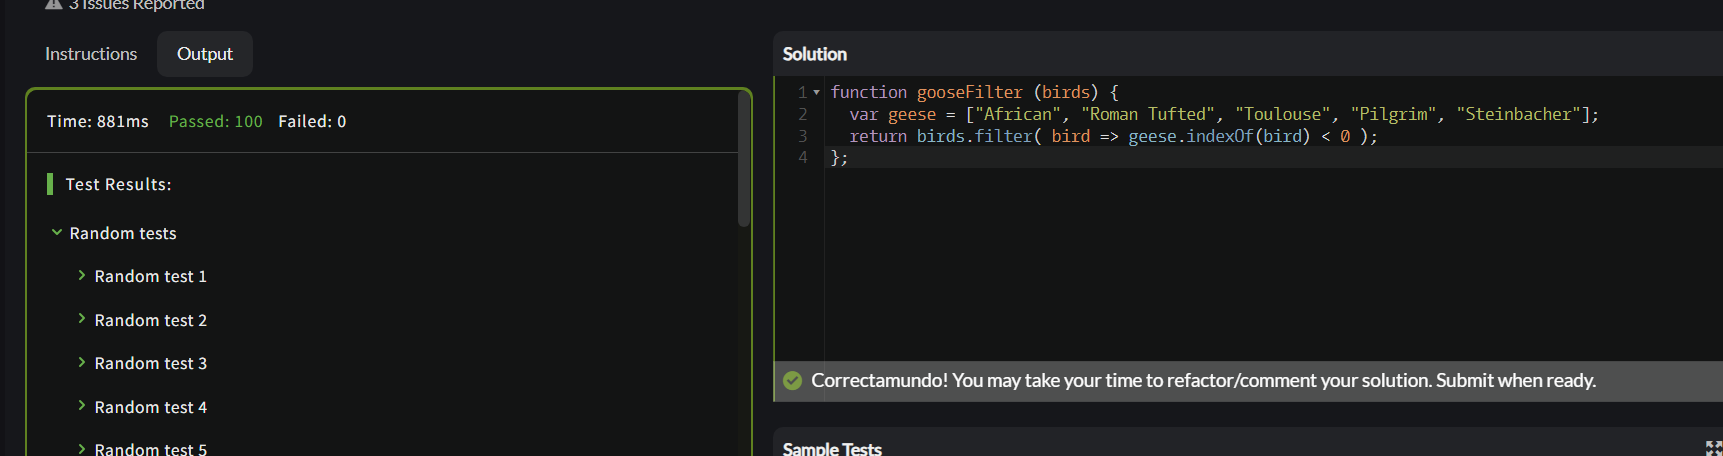 3 Issues Reported
Instructions Output
Time: 881ms Passed: 100 Failed: 0
Test Results:
Random tests
Random test 1
Random test 2
Random test 3
Random test 4
Random test 5
Solution
1 function gooseFilter (birds) {
2 var geese = ["African", "Roman Tufted", "Toulouse", "Pilgrim", "Steinbacher"];
3 return birds.filter( bird => geese.indexOf(bird) < 0 );
4 };
Correctamundo! You may take your time to refactor/comment your solution. Submit when ready.
Sample Tests